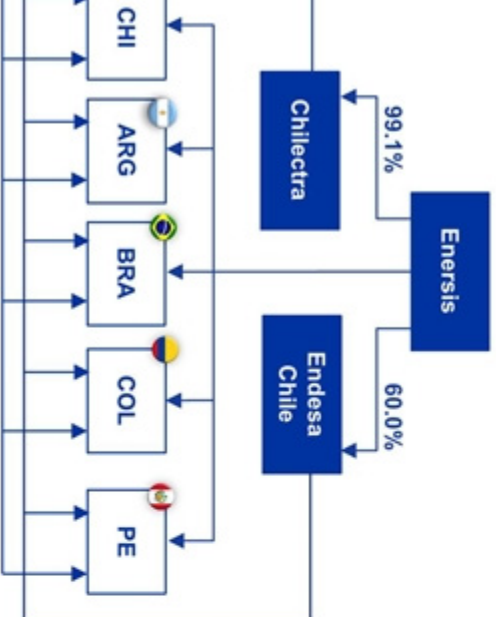 Enersis
99.1%
60.0%
Chilectra
Endesa
Chile
CHI
ARG
BRA
COL
PE